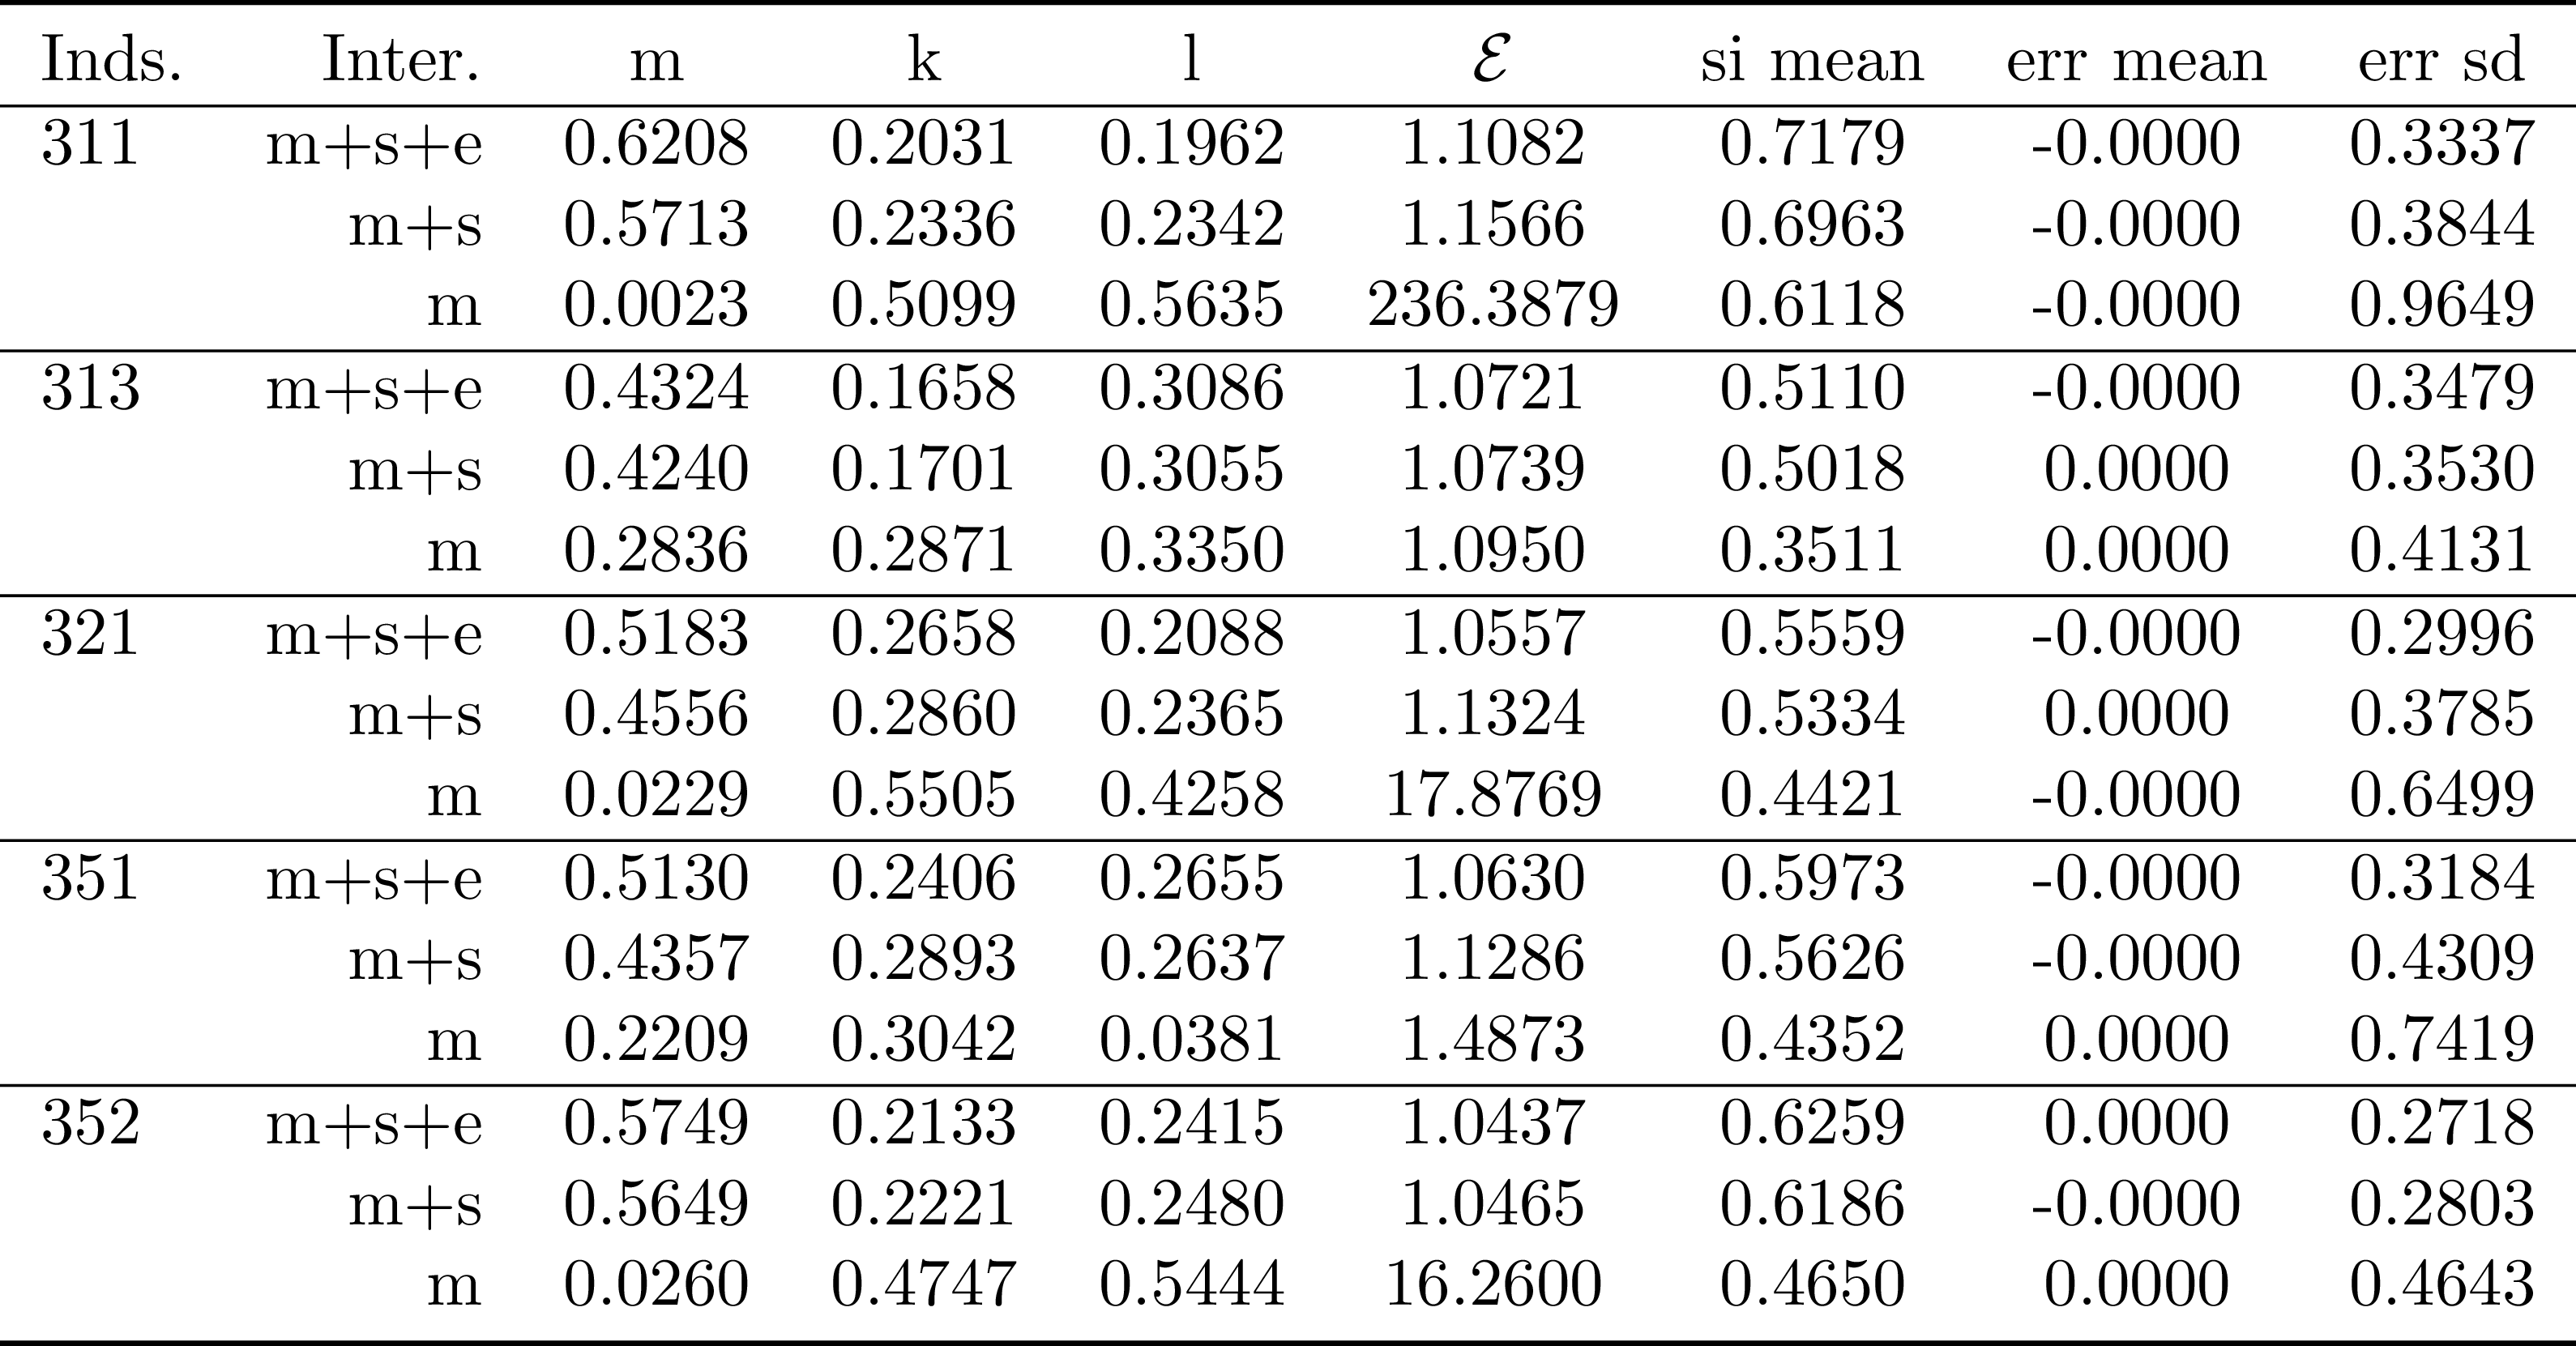 Inds. Inter. m k l ℰ si mean err mean err sd
311 m+s+e 0.6208 0.2031 0.1962 1.1082 0.7179 -0.0000 0.3337
m+s 0.5713 0.2336 0.2342 1.1566 0.6963 -0.0000 0.3844
m 0.0023 0.5099 0.5635 236.3879 0.6118 -0.0000 0.9649
313 m+s+e 0.4324 0.1658 0.3086 1.0721 0.5110 -0.0000 0.3479
m+s 0.4240 0.1701 0.3055 1.0739 0.5018 0.0000 0.3530
m 0.2836 0.2871 0.3350 1.0950 0.3511 0.0000 0.4131
321 m+s+e 0.5183 0.2658 0.2088 1.0557 0.5559 -0.0000 0.2996
m+s 0.4556 0.2860 0.2365 1.1324 0.5334 0.0000 0.3785
m 0.0229 0.5505 0.4258 17.8769 0.4421 -0.0000 0.6499
351 m+s+e 0.5130 0.2406 0.2655 1.0630 0.5973 -0.0000 0.3184
m+s 0.4357 0.2893 0.2637 1.1286 0.5626 -0.0000 0.4309
m 0.2209 0.3042 0.0381 1.4873 0.4352 0.0000 0.7419
352 m+s+e 0.5749 0.2133 0.2415 1.0437 0.6259 0.0000 0.2718
m+s 0.5649 0.2221 0.2480 1.0465 0.6186 -0.0000 0.2803
m 0.0260 0.4747 0.5444 16.2600 0.4650 0.0000 0.4643